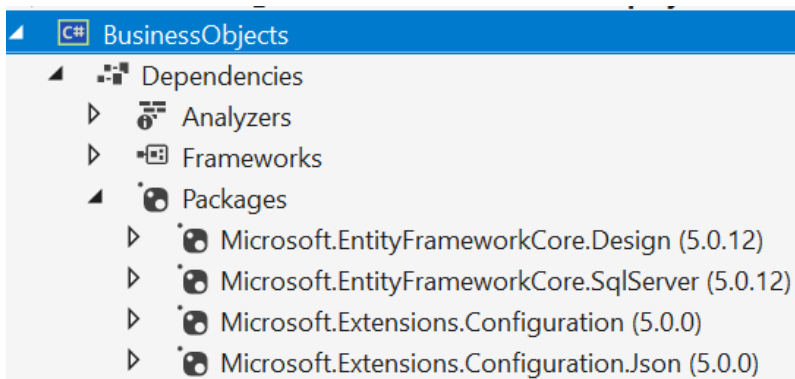 C# BusinessObjects
Dependencies
Analyzers
Frameworks
Packages
Microsoft.EntityFrameworkCore.Design (5.0.12)
Microsoft.EntityFrameworkCore.SqlServer (5.0.12)
Microsoft.Extensions.Configuration (5.0.0)
Microsoft.Extensions.Configuration.Json (5.0.0)